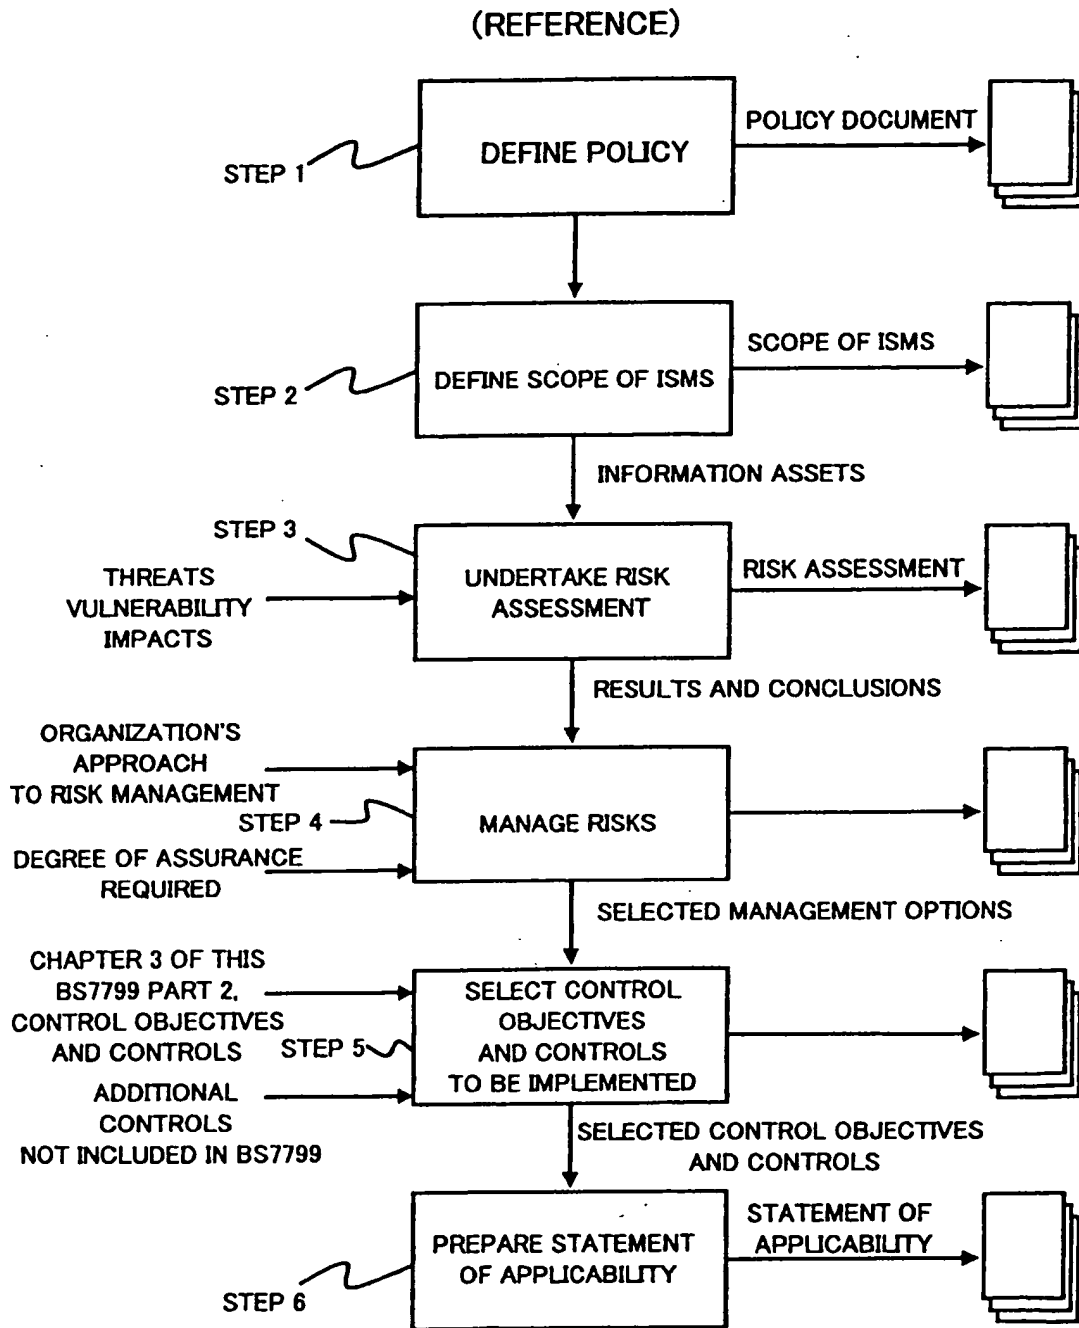 (REFERENCE)
POLICY DOCUMENT
DEFINE POLICY
STEP 1
SCOPE OF ISMS
DEFINE SCOPE OF ISMS
STEP 2
INFORMATION ASSETS
STEP 3
THREATS
VULNERABILITY
IMPACTS
UNDERTAKE RISK
ASSESSMENT
RISK ASSESSMENT
RESULTS AND CONCLUSIONS
ORGANIZATION'S
APPROACH
TO RISK MANAGEMENT
STEP 4
MANAGE RISKS
DEGREE OF ASSURANCE
REQUIRED
SELECTED MANAGEMENT OPTIONS
CHAPTER 3 OF THIS
BS7799 PART 2,
CONTROL OBJECTIVES
AND CONTROLS
STEP 5
SELECT CONTROL
OBJECTIVES
AND CONTROLS
TO BE IMPLEMENTED
ADDITIONAL
CONTROLS
NOT INCLUDED IN BS7799
SELECTED CONTROL OBJECTIVES
AND CONTROLS
PREPARE STATEMENT
OF APPLICABILITY
STATEMENT OF
APPLICABILITY
STEP 6